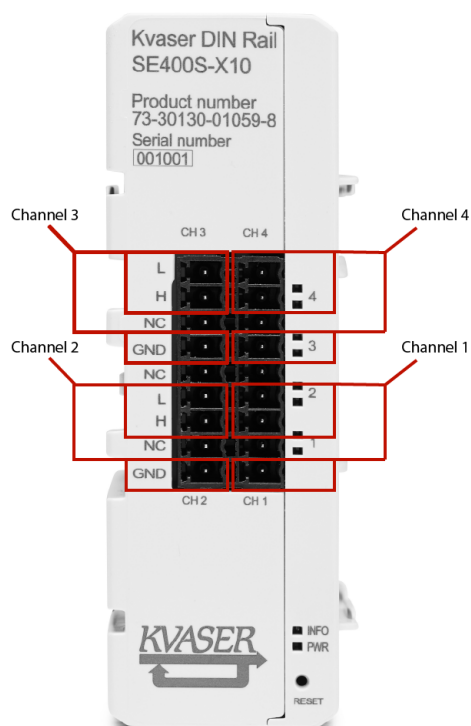 Kvaser DIN Rail
SE400S-X10
Product number
73-30130-01059-8
Serial number
001001
Channel 3
Channel 4
CH 3
CH 4
L
H
4
NC
GND
3
Channel 2
Channel 1
NC
L
2
H
NC
1
GND
CH 2
CH 1
KVASER
INFO
PWR
RESET